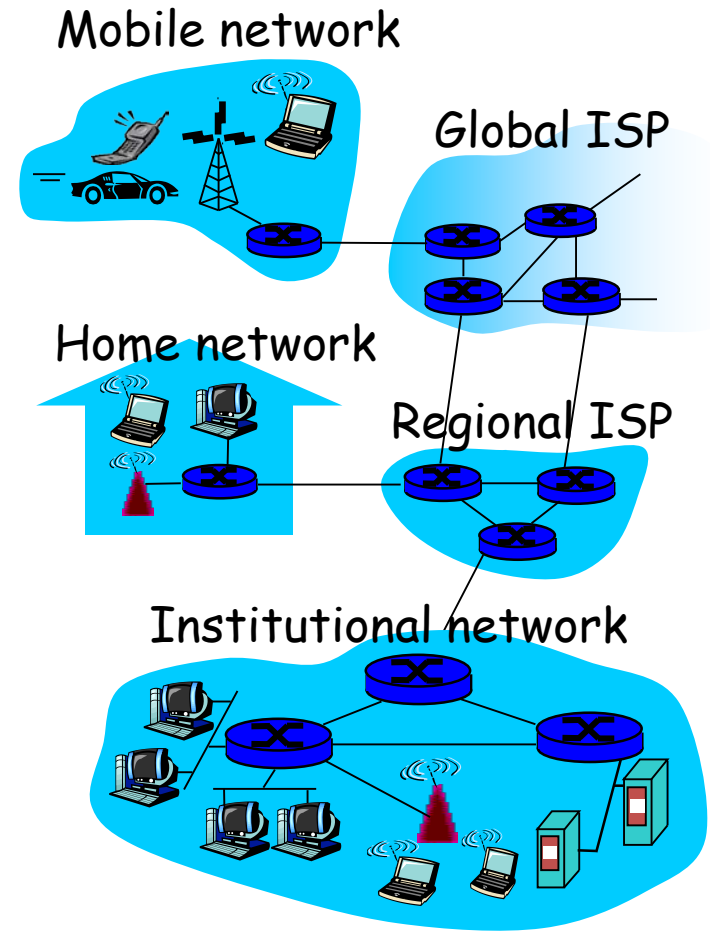 Mobile network
Global ISP
Home network
Regional ISP
Institutional network